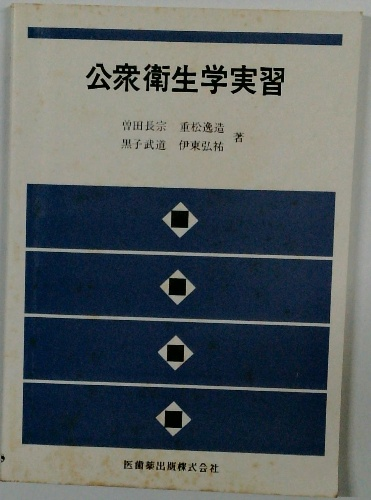 公衆衛生学実習
曽田長宗 重松逸造
黒子武道 伊東弘祐 著
医歯薬出版株式会社